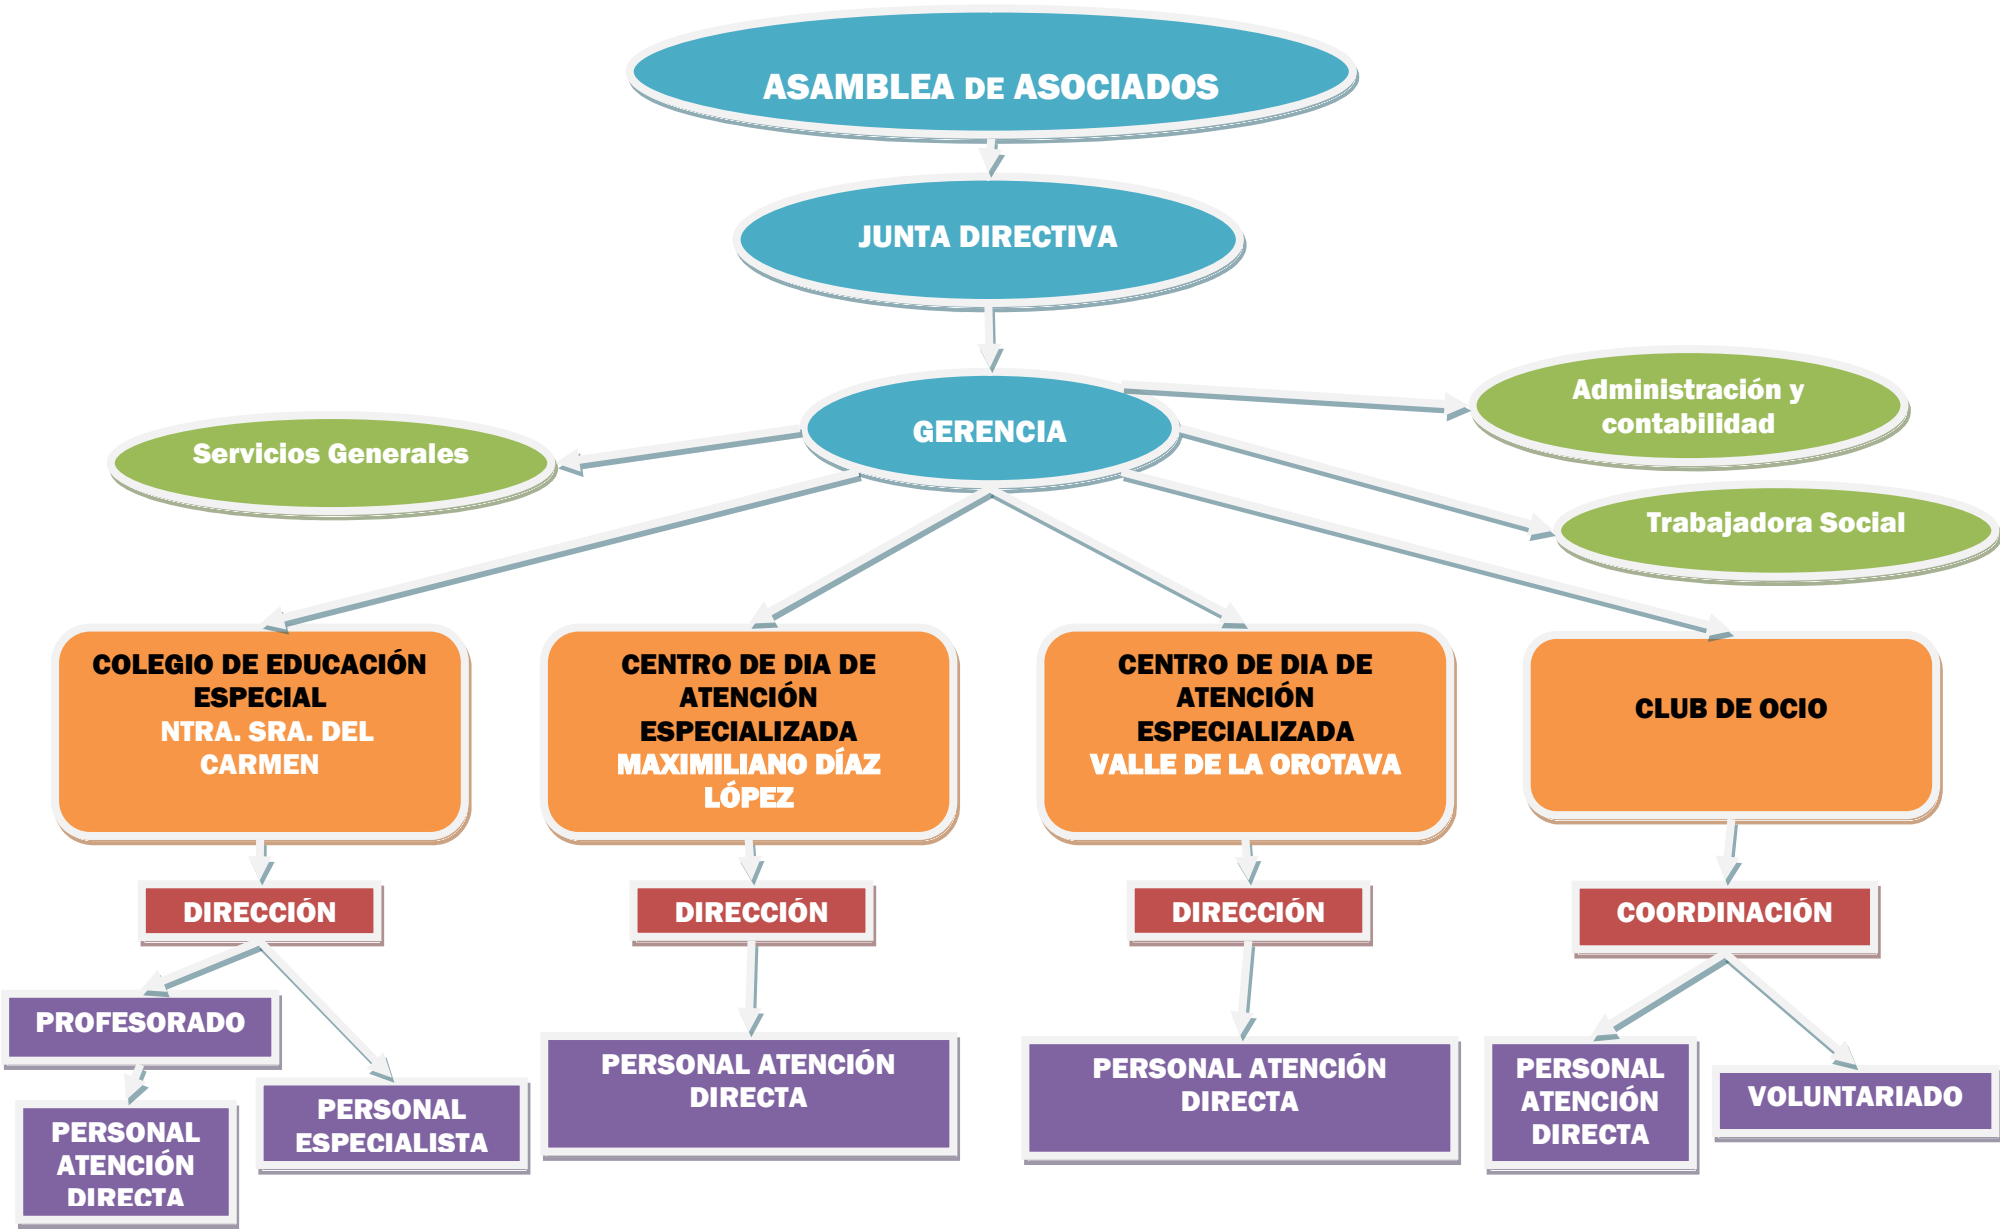 ASAMBLEA DE ASOCIADOS
JUNTA DIRECTIVA
GERENCIA
Administración y
contabilidad
Servicios Generales
Trabajadora Social
COLEGIO DE EDUCACIÓN
ESPECIAL
NTRA. SRA. DEL
CARMEN
CENTRO DE DIA DE
ATENCIÓN
ESPECIALIZADA
MAXIMILIANO DÍAZ
LÓPEZ
CENTRO DE DIA DE
ATENCIÓN
ESPECIALIZADA
VALLE DE LA OROTAVA
CLUB DE OCIO
DIRECCIÓN
DIRECCIÓN
DIRECCIÓN
COORDINACIÓN
PROFESORADO
PERSONAL
ATENCIÓN
DIRECTA
PERSONAL
ESPECIALISTA
PERSONAL ATENCIÓN
DIRECTA
PERSONAL ATENCIÓN
DIRECTA
PERSONAL
ATENCIÓN
DIRECTA
VOLUNTARIADO